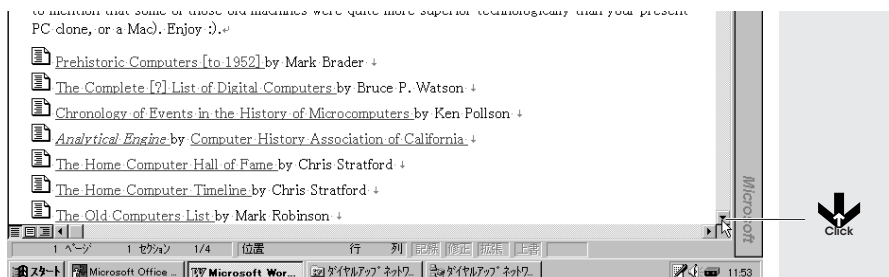 to mention that some of those old machines were quite more superior technologically than your present
PC clone, or a Mac). Enjoy :).
Prehistoric Computers [to 1952] by Mark Brader
The Complete [?] List of Digital Computers by Bruce P. Watson
Chronology of Events in the History of Microcomputers by Ken Pollson
Analytical Engine by Computer History Association of California
The Home Computer Hall of Fame by Chris Stratford
The Home Computer Timeline by Chris Stratford
The Old Computers List by Mark Robinson
Microsoft
Click
1 ページ 1 セクション 1/4 位置 行 列 記録 修正 拡張 上書
スタート Microsoft Office ... Microsoft Wor... ダイヤルアップ ネットワ... ダイヤルアップ ネットワ... 11:53